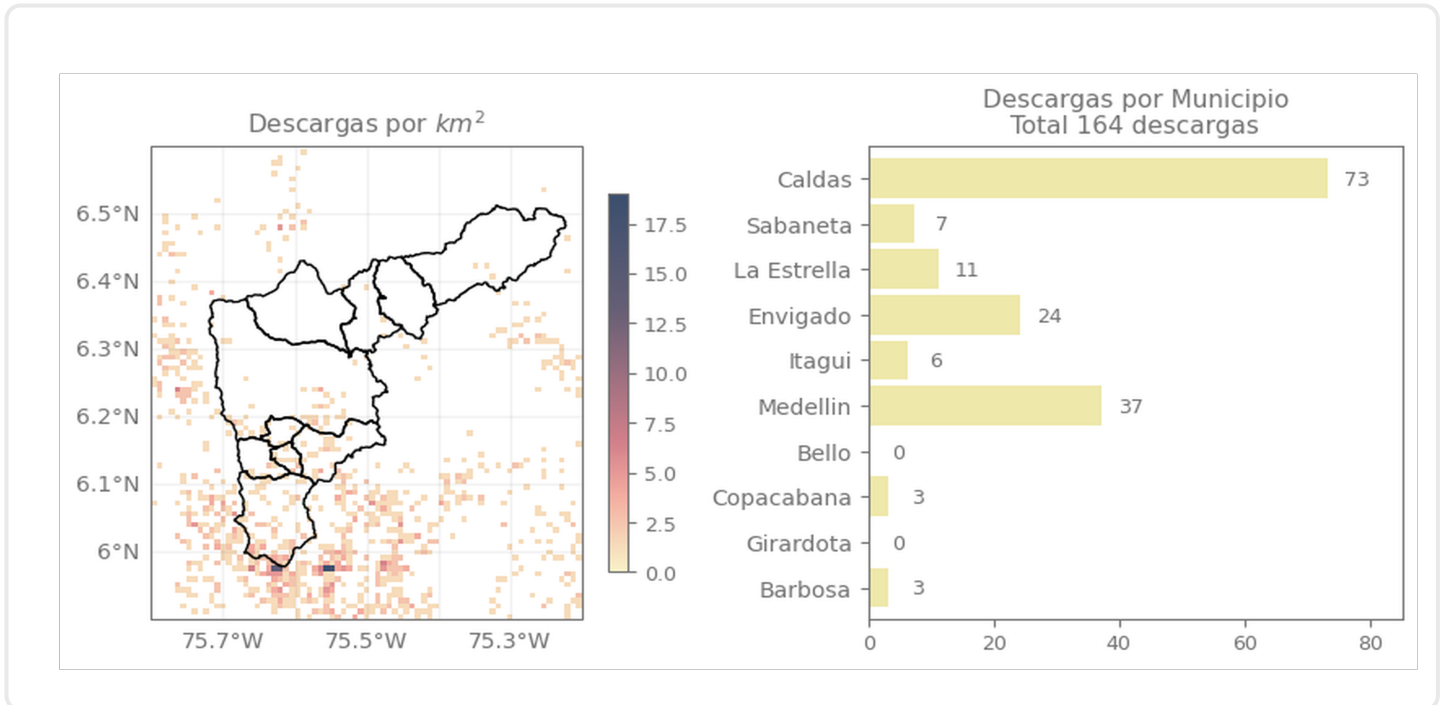 Descargas por km²
6.5°N
6.4°N
6.3°N
6.2°N
6.1°N
6°N
75.7°W 75.5°W 75.3°W
17.5
15.0
12.5
10.0
7.5
5.0
2.5
0.0
Descargas por Municipio
Total 164 descargas
Caldas 73
Sabaneta 7
La Estrella 11
Envigado 24
Itagui 6
Medellin 37
Bello 0
Copacabana 3
Girardota 0
Barbosa 3
0 20 40 60 80